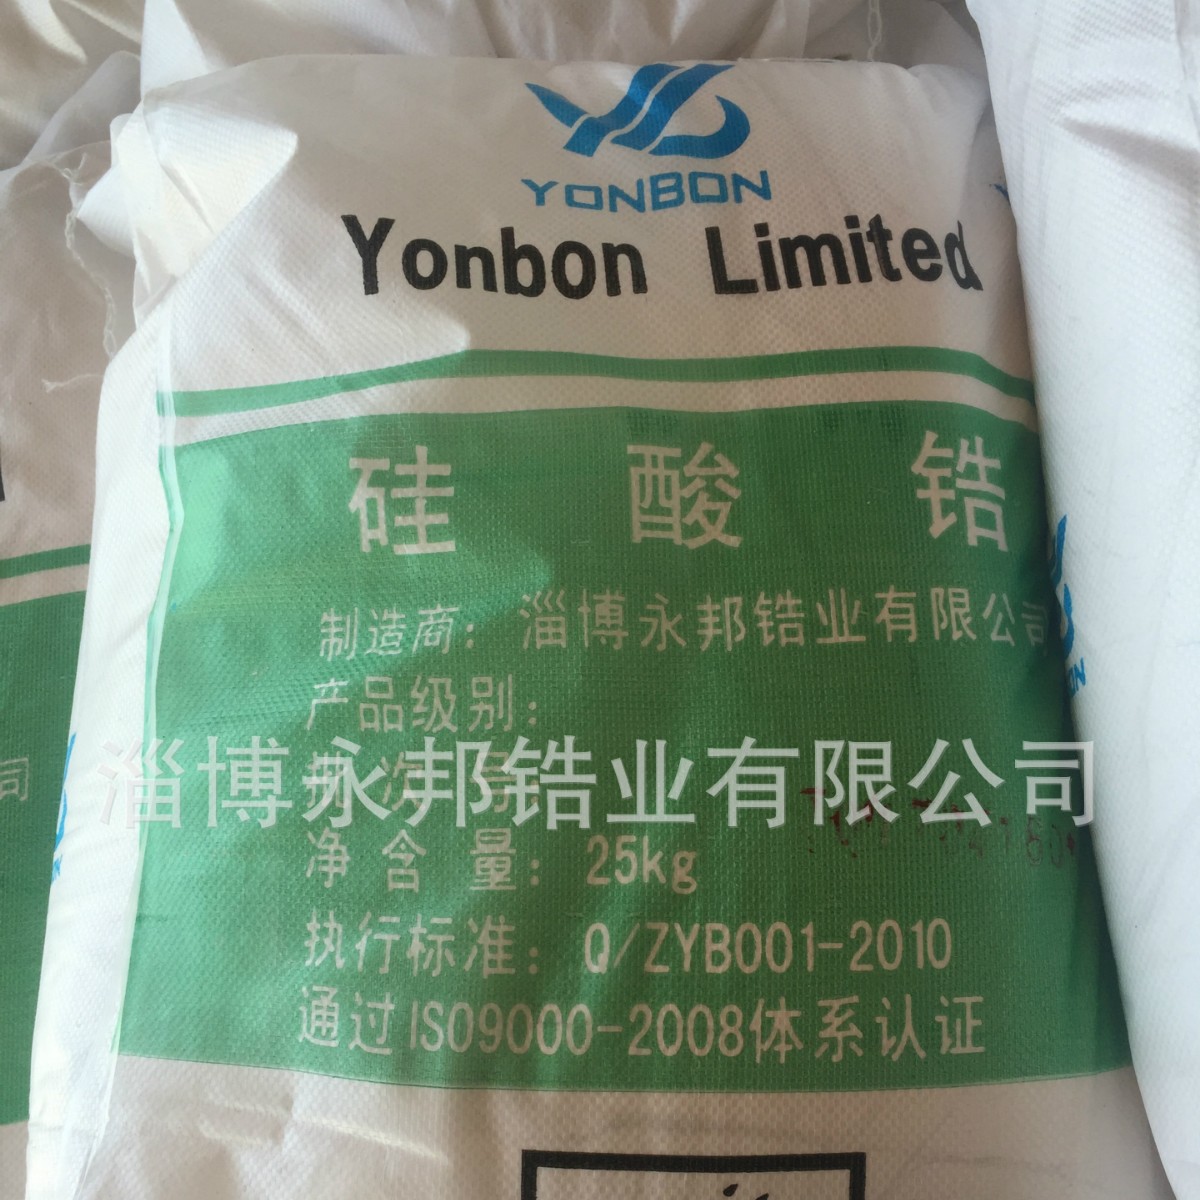 YONBON
Yonbon Limited
硅酸锆
制造商：淄博永邦锆业有限公司
产品级别：
淄博永邦锆业有限公司
批次号：
净含量：25kg
执行标准：Q/ZYB001-2010
通过ISO9000-2008体系认证